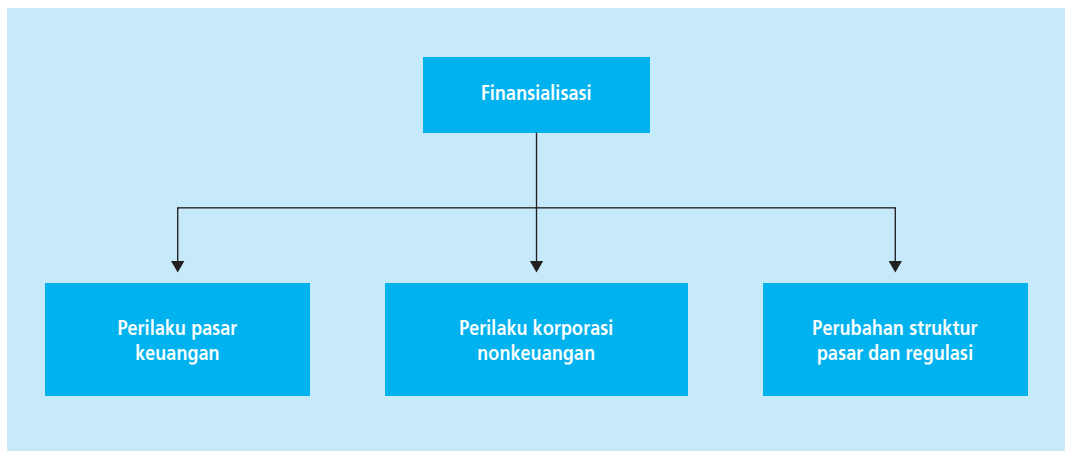 Finansialisasi
Perilaku pasar
keuangan
Perilaku korporasi
nonkeuangan
Perubahan struktur
pasar dan regulasi